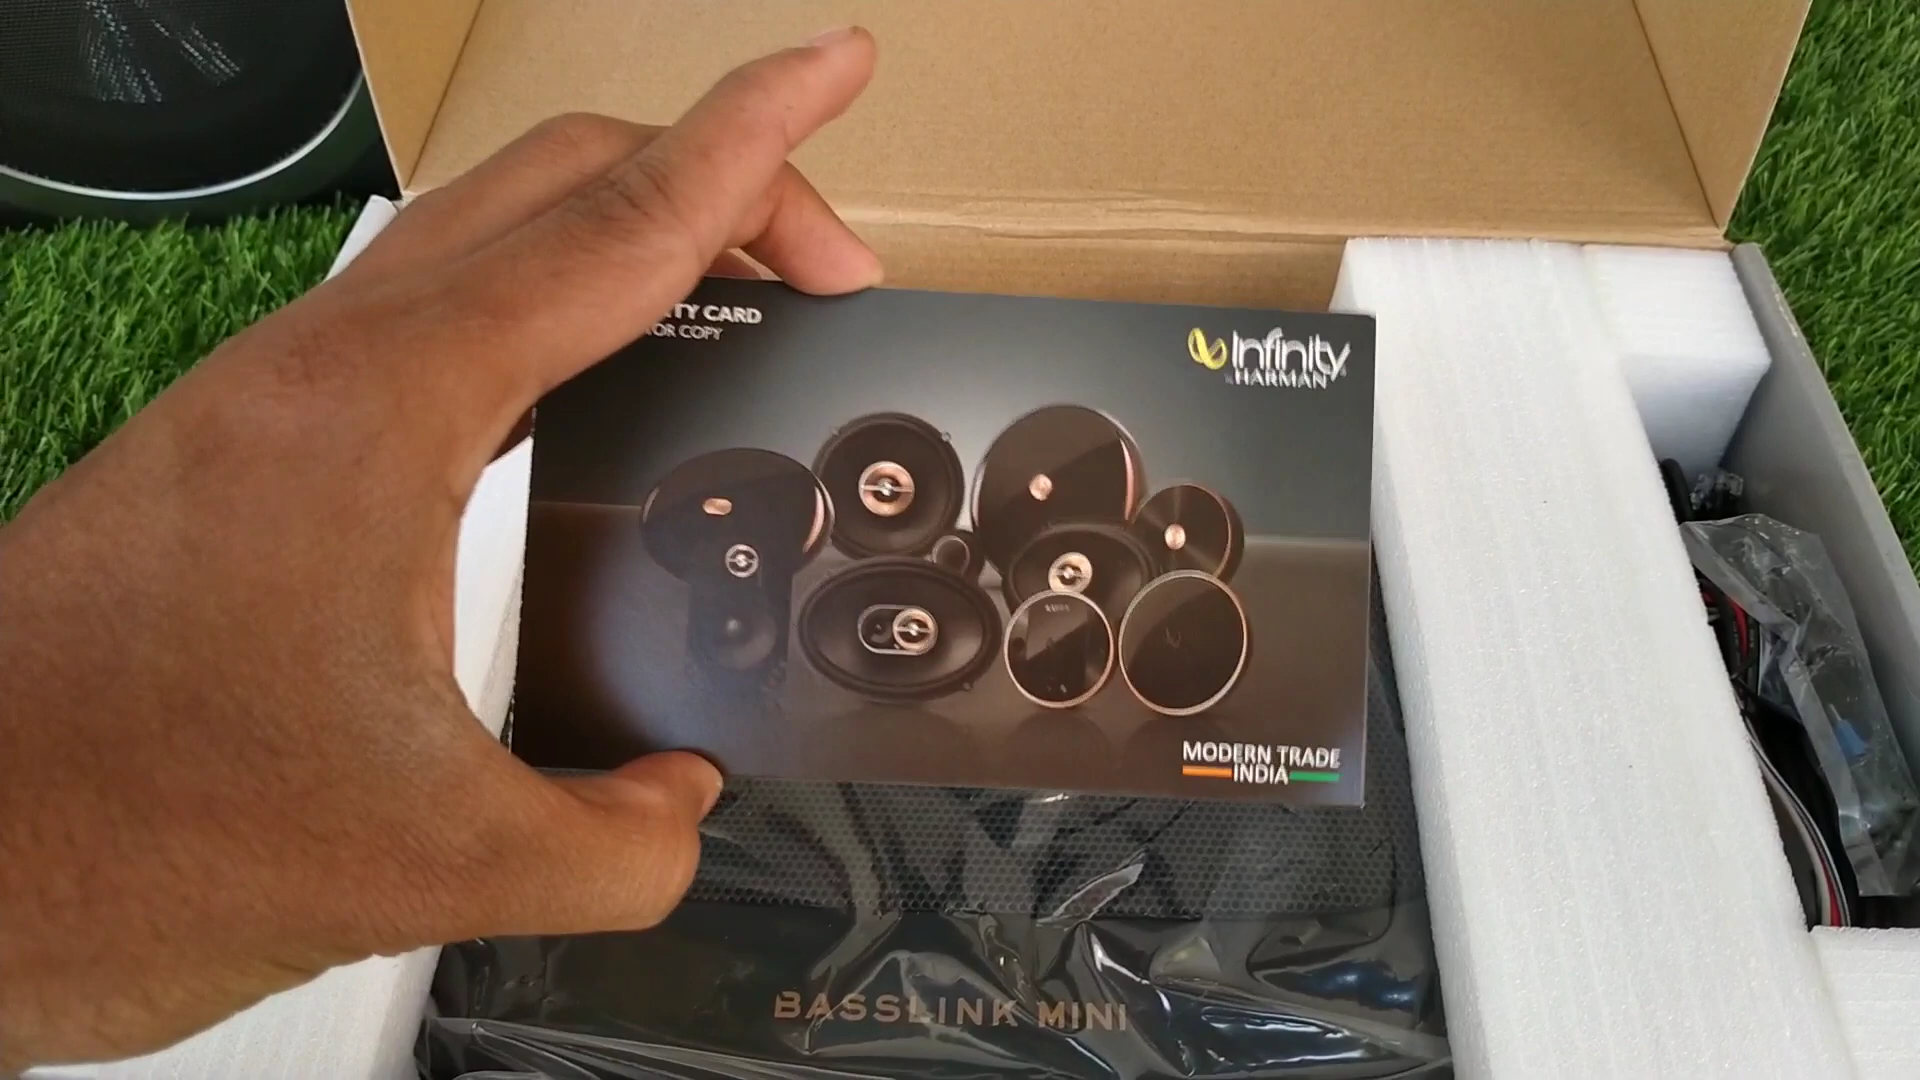 TY CARD
OR COPY
Infinity
HARMAN
MODERN TRADE
INDIA
BASSLINK MINI